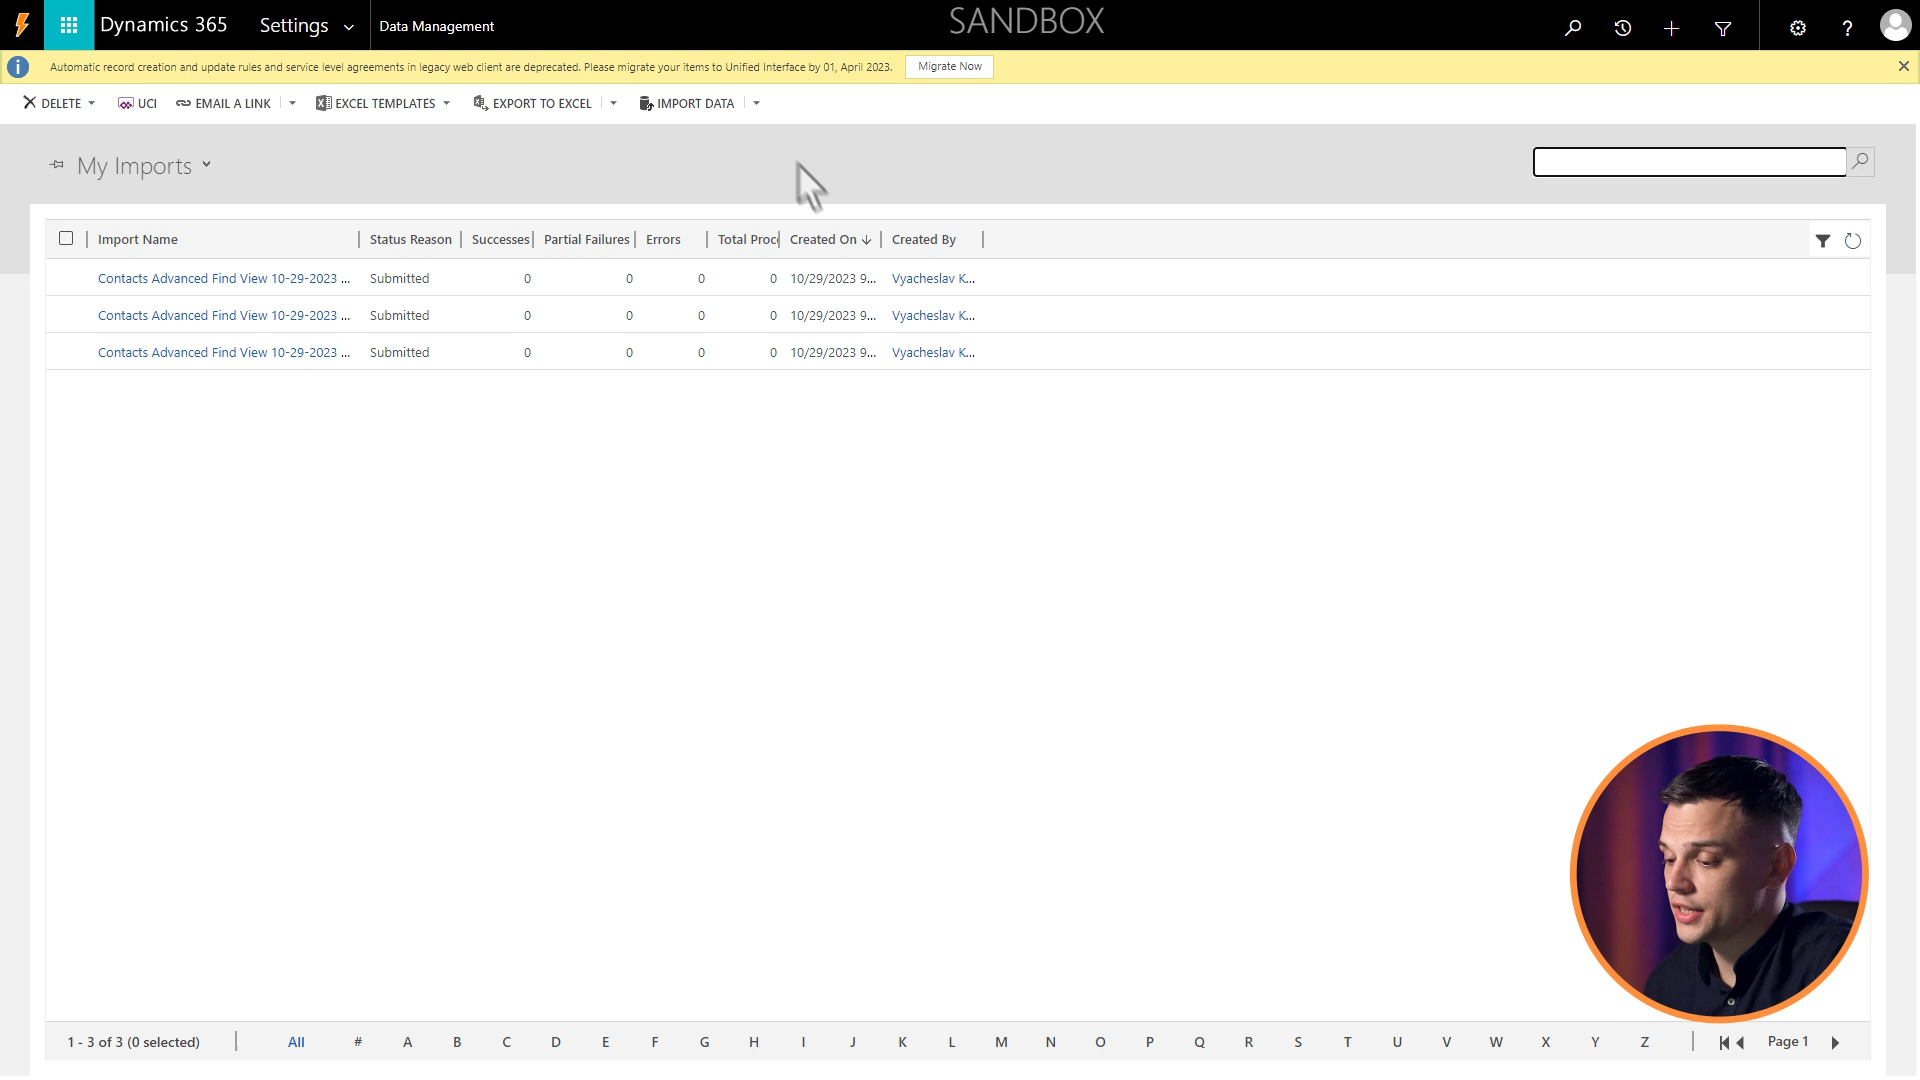 Dynamics 365 Settings Data Management SANDBOX ?
Automatic record creation and update rules and service level agreements in legacy web client are deprecated. Please migrate your items to Unified Interface by 01, April 2023. Migrate Now
DELETE UCI EMAIL A LINK EXCEL TEMPLATES EXPORT TO EXCEL IMPORT DATA
My Imports
Import Name Status Reason Successes Partial Failures Errors Total Proc Created On Created By
Contacts Advanced Find View 10-29-2023 ... Submitted 0 0 0 0 10/29/2023 9... Vyacheslav K...
Contacts Advanced Find View 10-29-2023 ... Submitted 0 0 0 0 10/29/2023 9... Vyacheslav K...
Contacts Advanced Find View 10-29-2023 ... Submitted 0 0 0 0 10/29/2023 9... Vyacheslav K...
1 - 3 of 3 (0 selected) All # A B C D E F G H I J K L M N O P Q R S T U V W X Y Z Page 1